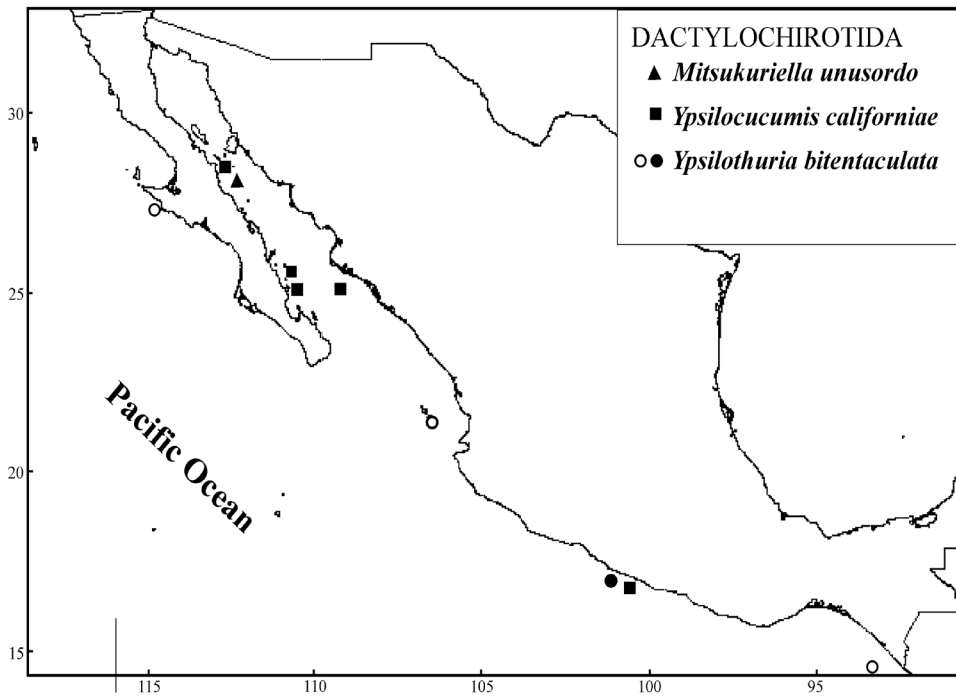 DACTYLOCHIROTIDA
Mitsukuriella unusordo
Ypsilocucumis californiae
Ypsilothuria bitentaculata
30
25
Pacific Ocean
20
15
115 110 105 100 95